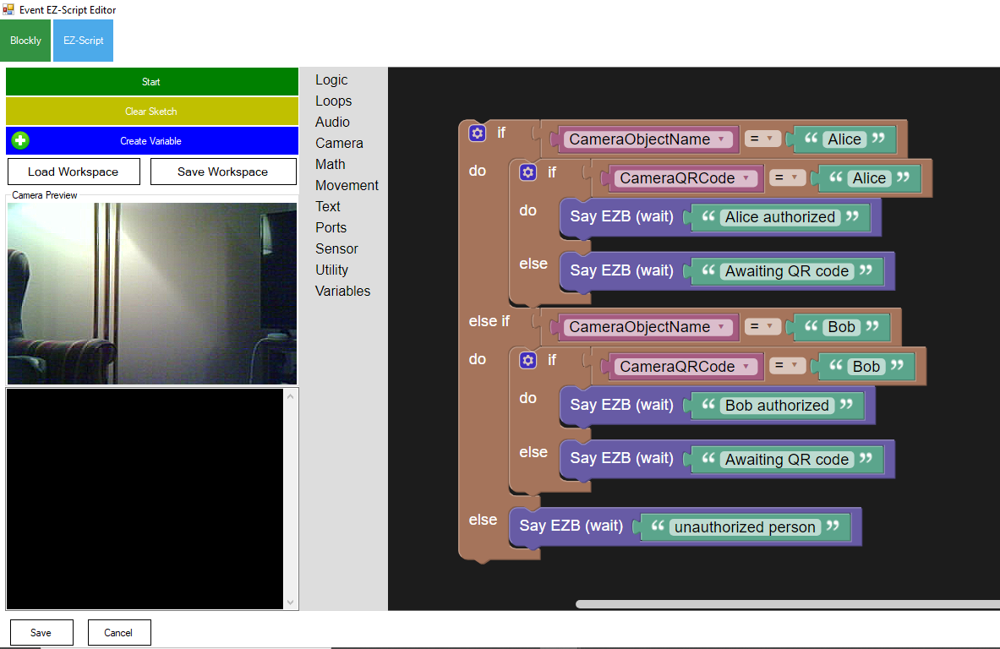 Event EZ-Script Editor
Blockly
EZ-Script
Start
Clear Sketch
Create Variable
Load Workspace
Save Workspace
Camera Preview
Logic
Loops
Audio
Camera
Math
Movement
Text
Ports
Sensor
Utility
Variables
if CameraObjectName = “ Alice ”
do if CameraQRCode = “ Alice ”
do Say EZB (wait) “ Alice authorized ”
else Say EZB (wait) “ Awaiting QR code ”
else if CameraObjectName = “ Bob ”
do if CameraQRCode = “ Bob ”
do Say EZB (wait) “ Bob authorized ”
else Say EZB (wait) “ Awaiting QR code ”
else Say EZB (wait) “ unauthorized person ”
Save
Cancel